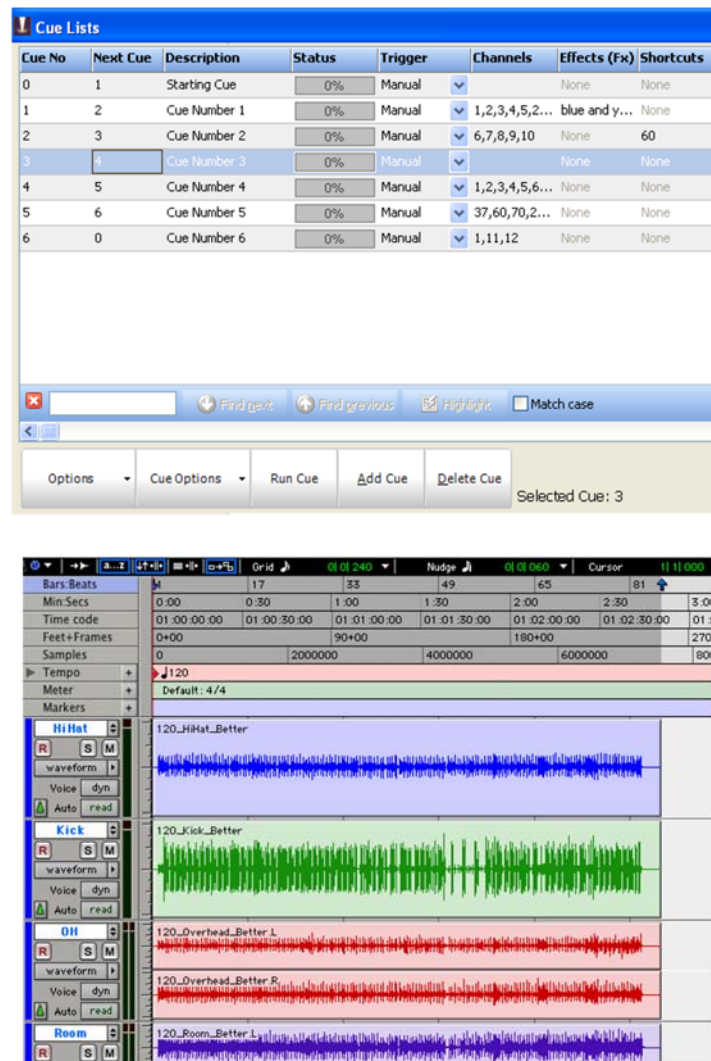 Cue Lists
Cue No Next Cue Description Status Trigger Channels Effects (Fx) Shortcuts
0 1 Starting Cue 0% Manual None None
1 2 Cue Number 1 0% Manual 1,2,3,4,5,2... blue and y... None
2 3 Cue Number 2 0% Manual 6,7,8,9,10 None 60
3 4 Cue Number 3 0% Manual None None
4 5 Cue Number 4 0% Manual 1,2,3,4,5,6... None None
5 6 Cue Number 5 0% Manual 37,60,70,2... None None
6 0 Cue Number 6 0% Manual 1,11,12 None None
Find next Find previous Highlight Match case
Options Cue Options Run Cue Add Cue Delete Cue
Selected Cue: 3
a...z Grid 0| 0| 240 Nudge 0| 0| 060 Cursor 1| 1| 000
Bars:Beats 17 33 49 65 81
Min:Secs 0:00 0:30 1:00 1:30 2:00 2:30
Time code 01:00:00:00 01:00:30:00 01:01:00:00 01:01:30:00 01:02:00:00 01:02:30:00
Feet+Frames 0+00 90+00 180+00 270
Samples 0 2000000 4000000 6000000
Tempo + 120
Meter + Default: 4/4
Markers +
HiHat 120_HiHat_Better
R S M
waveform
Voice dyn
Auto read
Kick 120_Kick_Better
R S M
waveform
Voice dyn
Auto read
OH 120_Overhead_Better.L
R S M
waveform
120_Overhead_Better.R
Voice dyn
Auto read
Room 120_Room_Better.L
R S M